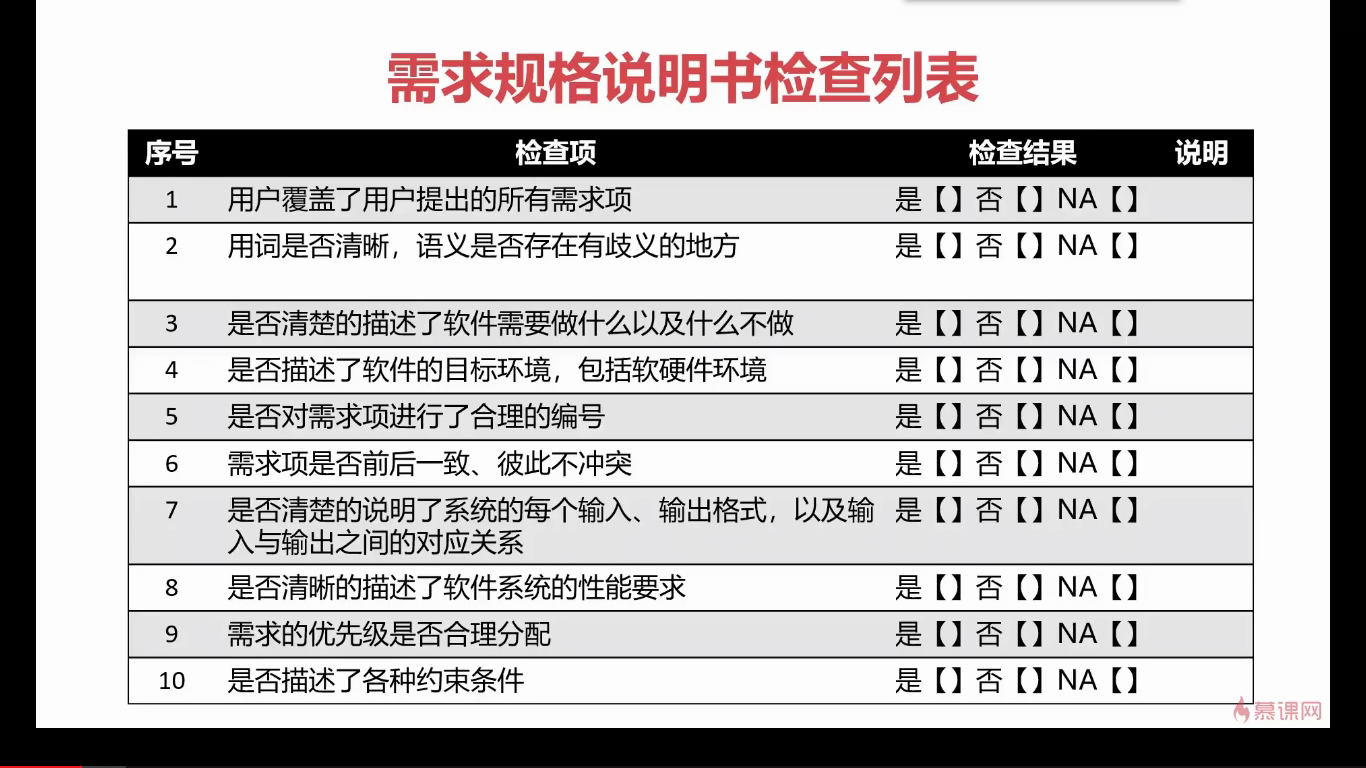 需求规格说明书检查列表
序号 检查项 检查结果 说明
1 用户覆盖了用户提出的所有需求项 是【】否【】NA【】
2 用词是否清晰，语义是否存在有歧义的地方 是【】否【】NA【】
3 是否清楚的描述了软件需要做什么以及什么不做 是【】否【】NA【】
4 是否描述了软件的目标环境，包括软硬件环境 是【】否【】NA【】
5 是否对需求项进行了合理的编号 是【】否【】NA【】
6 需求项是否前后一致、彼此不冲突 是【】否【】NA【】
7 是否清楚的说明了系统的每个输入、输出格式，以及输 是【】否【】NA【】
入与输出之间的对应关系
8 是否清晰的描述了软件系统的性能要求 是【】否【】NA【】
9 需求的优先级是否合理分配 是【】否【】NA【】
10 是否描述了各种约束条件 是【】否【】NA【】
慕课网